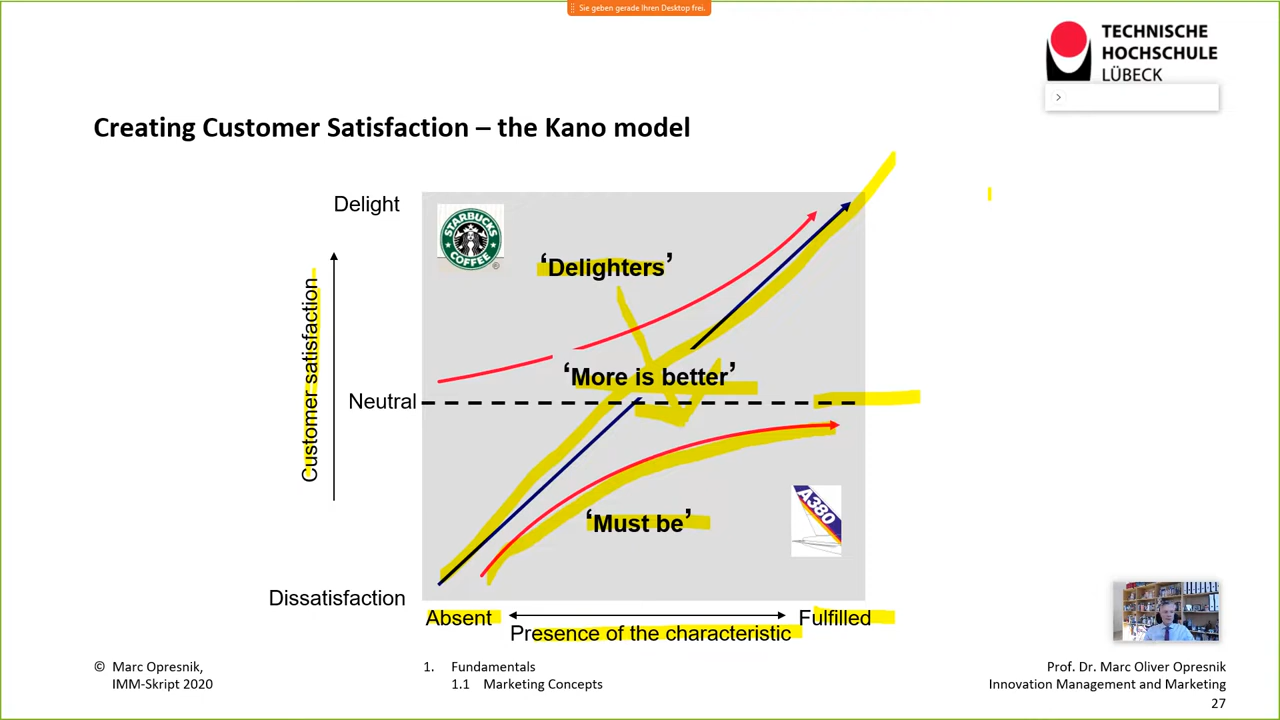 Sie geben gerade Ihren Desktop frei.
TECHNISCHE
HOCHSCHULE
LÜBECK
Creating Customer Satisfaction – the Kano model
Delight
STARBUCKS
COFFEE
®
‘Delighters’
Customer satisfaction
‘More is better’
Neutral
‘Must be’
A380
Dissatisfaction
Absent
Fulfilled
Presence of the characteristic
© Marc Opresnik,
IMM-Skript 2020
1. Fundamentals
1.1 Marketing Concepts
Prof. Dr. Marc Oliver Opresnik
Innovation Management and Marketing
27